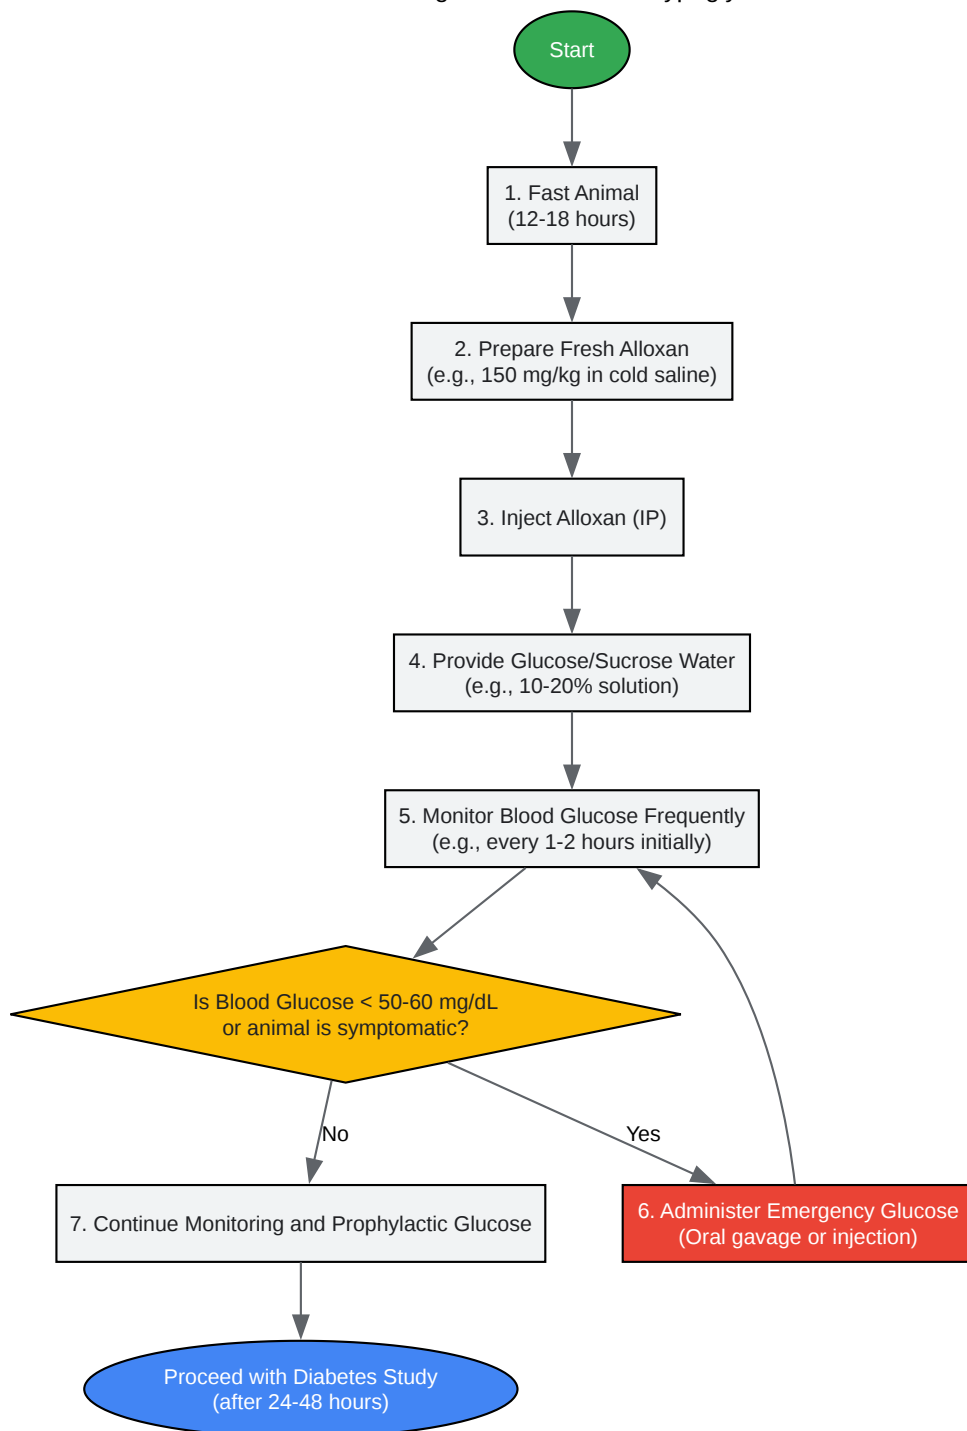 Start
1. Fast Animal
(12-18 hours)
2. Prepare Fresh Alloxan
(e.g., 150 mg/kg in cold saline)
3. Inject Alloxan (IP)
4. Provide Glucose/Sucrose Water
(e.g., 10-20% solution)
5. Monitor Blood Glucose Frequently
(e.g., every 1-2 hours initially)
Is Blood Glucose < 50-60 mg/dL
or animal is symptomatic?
No
Yes
7. Continue Monitoring and Prophylactic Glucose
6. Administer Emergency Glucose
(Oral gavage or injection)
Proceed with Diabetes Study
(after 24-48 hours)